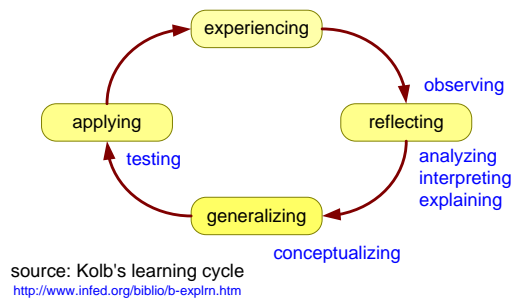 experiencing
observing
applying
reflecting
testing
analyzing
interpreting
explaining
generalizing
conceptualizing
source: Kolb's learning cycle
http://www.infed.org/biblio/b-explrn.htm